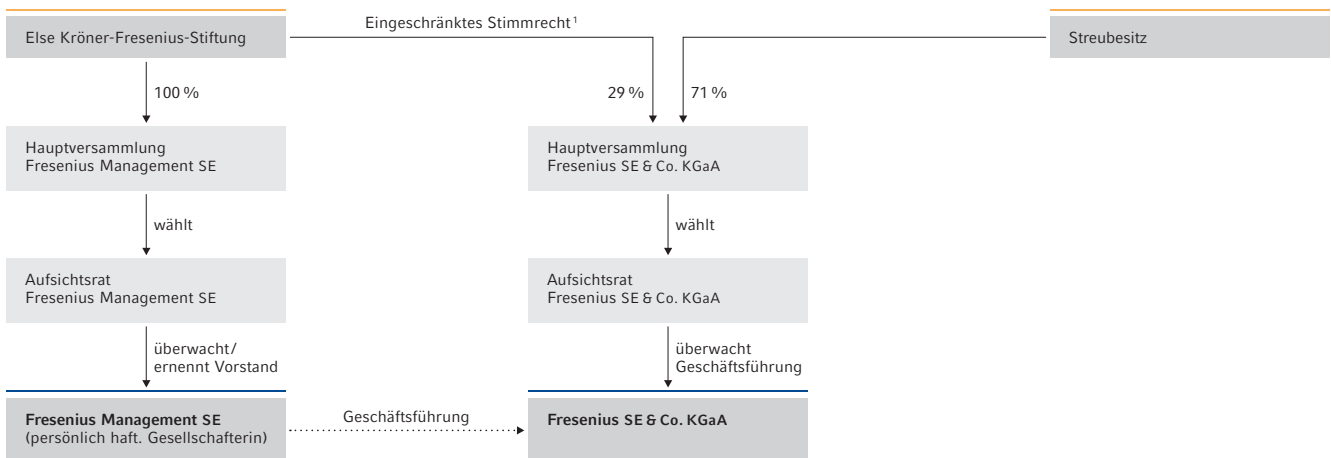 Else Kröner-Fresenius-Stiftung
Eingeschränktes Stimmrecht¹
Streubesitz
100 %
29 %
71 %
Hauptversammlung
Fresenius Management SE
Hauptversammlung
Fresenius SE & Co. KGaA
wählt
wählt
Aufsichtsrat
Fresenius Management SE
Aufsichtsrat
Fresenius SE & Co. KGaA
überwacht/
ernennt Vorstand
überwacht
Geschäftsführung
Fresenius Management SE
(persönlich haft. Gesellschafterin)
Geschäftsführung
Fresenius SE & Co. KGaA